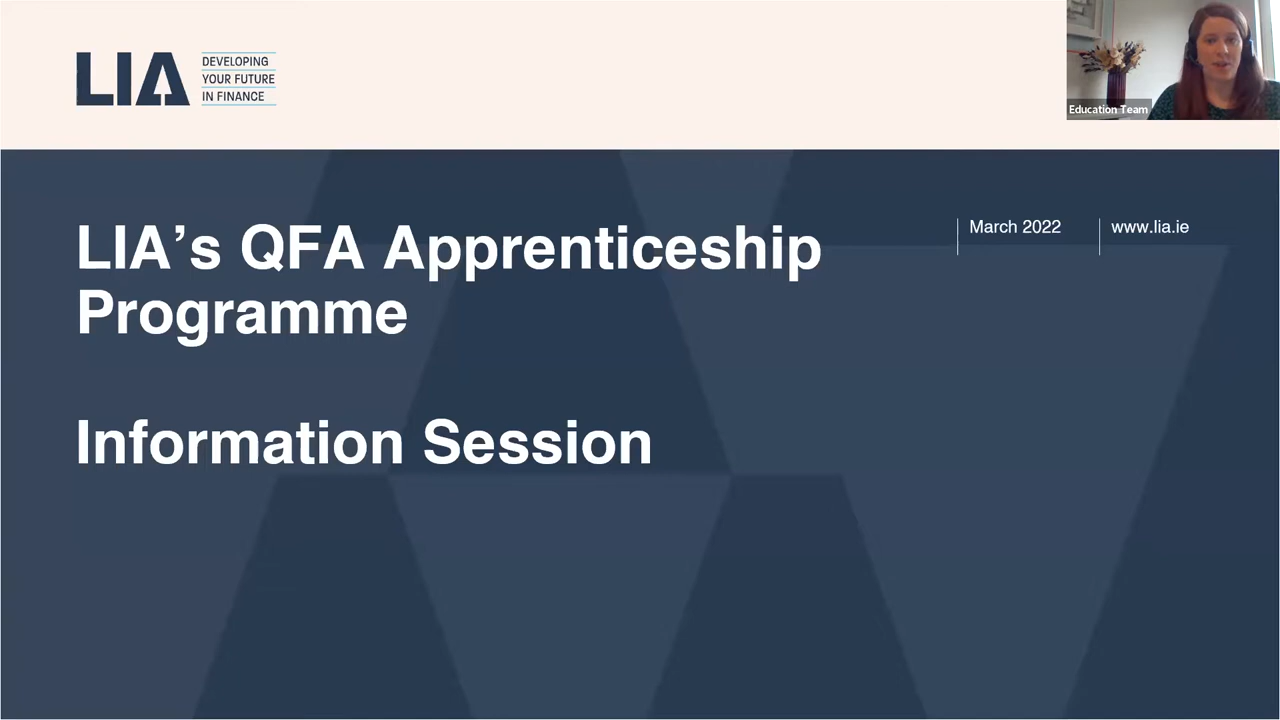 LIA
DEVELOPING
YOUR FUTURE
IN FINANCE
Education Team
LIA’s QFA Apprenticeship
Programme
March 2022
www.lia.ie
Information Session